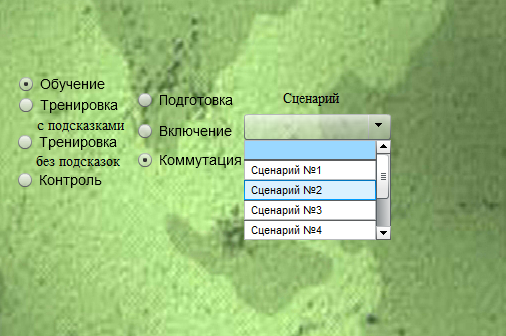 Обучение
Тренировка
с подсказками
Тренировка
без подсказок
Контроль
Подготовка
Включение
Коммутация
Сценарий
Сценарий №1
Сценарий №2
Сценарий №3
Сценарий №4